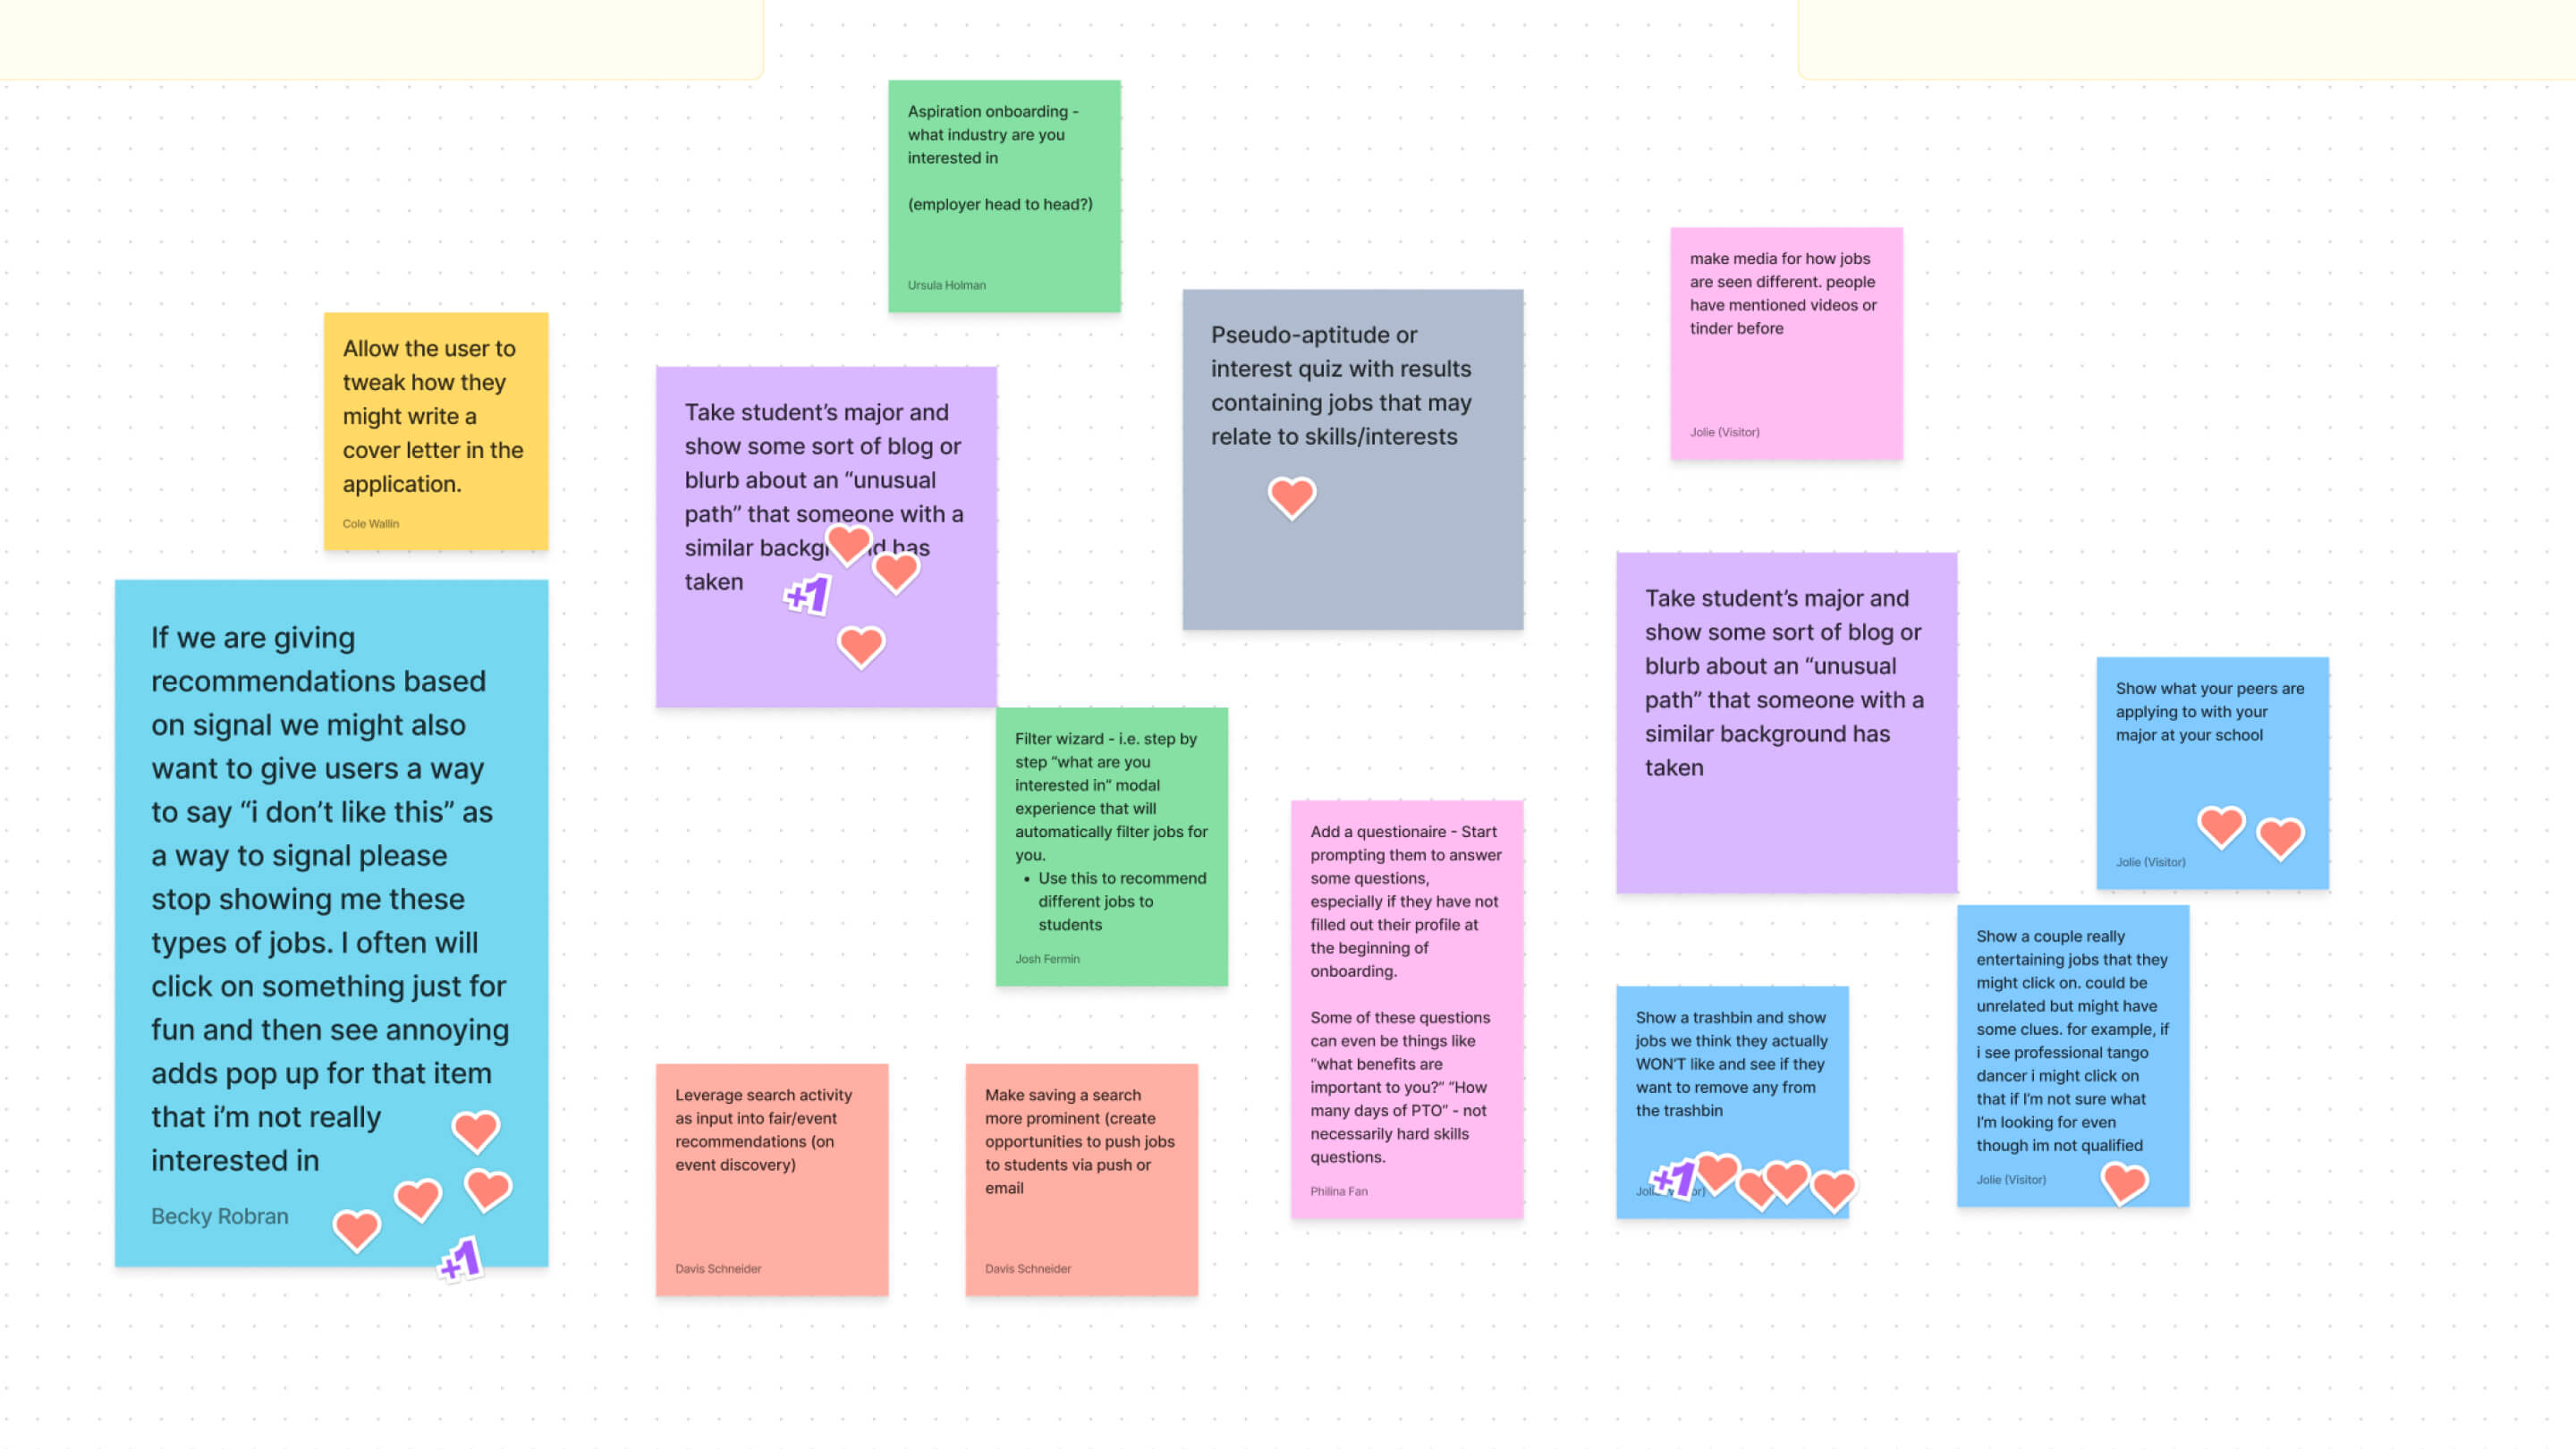 Aspiration onboarding -
what industry are you
interested in
(employer head to head?)
Ursula Holman
make media for how jobs
are seen different. people
have mentioned videos or
tinder before
Jolie (Visitor)
Allow the user to
tweak how they
might write a
cover letter in the
application.
Cole Wallin
Take student’s major and
show some sort of blog or
blurb about an “unusual
path” that someone with a
similar has
taken
+1
Pseudo-aptitude or
interest quiz with results
containing jobs that may
relate to skills/interests
If we are giving
recommendations based
on signal we might also
want to give users a way
to say “i don’t like this” as
a way to signal please
stop showing me these
types of jobs. I often will
click on something just for
fun and then see annoying
adds pop up for that item
that i’m not really
interested in
Becky Robran
+1
Take student’s major and
show some sort of blog or
blurb about an “unusual
path” that someone with a
similar background has
taken
Show what your peers are
applying to with your
major at your school
Jolie (Visitor)
Filter wizard - i.e. step by
step “what are you
interested in” modal
experience that will
automatically filter jobs for
you.
• Use this to recommend
different jobs to
students
Josh Fermin
Add a questionaire - Start
prompting them to answer
some questions,
especially if they have not
filled out their profile at
the beginning of
onboarding.
Some of these questions
can even be things like
“what benefits are
important to you?” “How
many days of PTO” - not
necessarily hard skills
questions.
Philina Fan
Show a couple really
entertaining jobs that they
might click on. could be
unrelated but might have
some clues. for example, if
i see professional tango
dancer i might click on
that if I’m not sure what
I’m looking for even
though im not qualified
Jolie (Visitor)
Show a trashbin and show
jobs we think they actually
WON’T like and see if they
want to remove any from
the trashbin
+1
Leverage search activity
as input into fair/event
recommendations (on
event discovery)
Davis Schneider
Make saving a search
more prominent (create
opportunities to push jobs
to students via push or
email
Davis Schneider